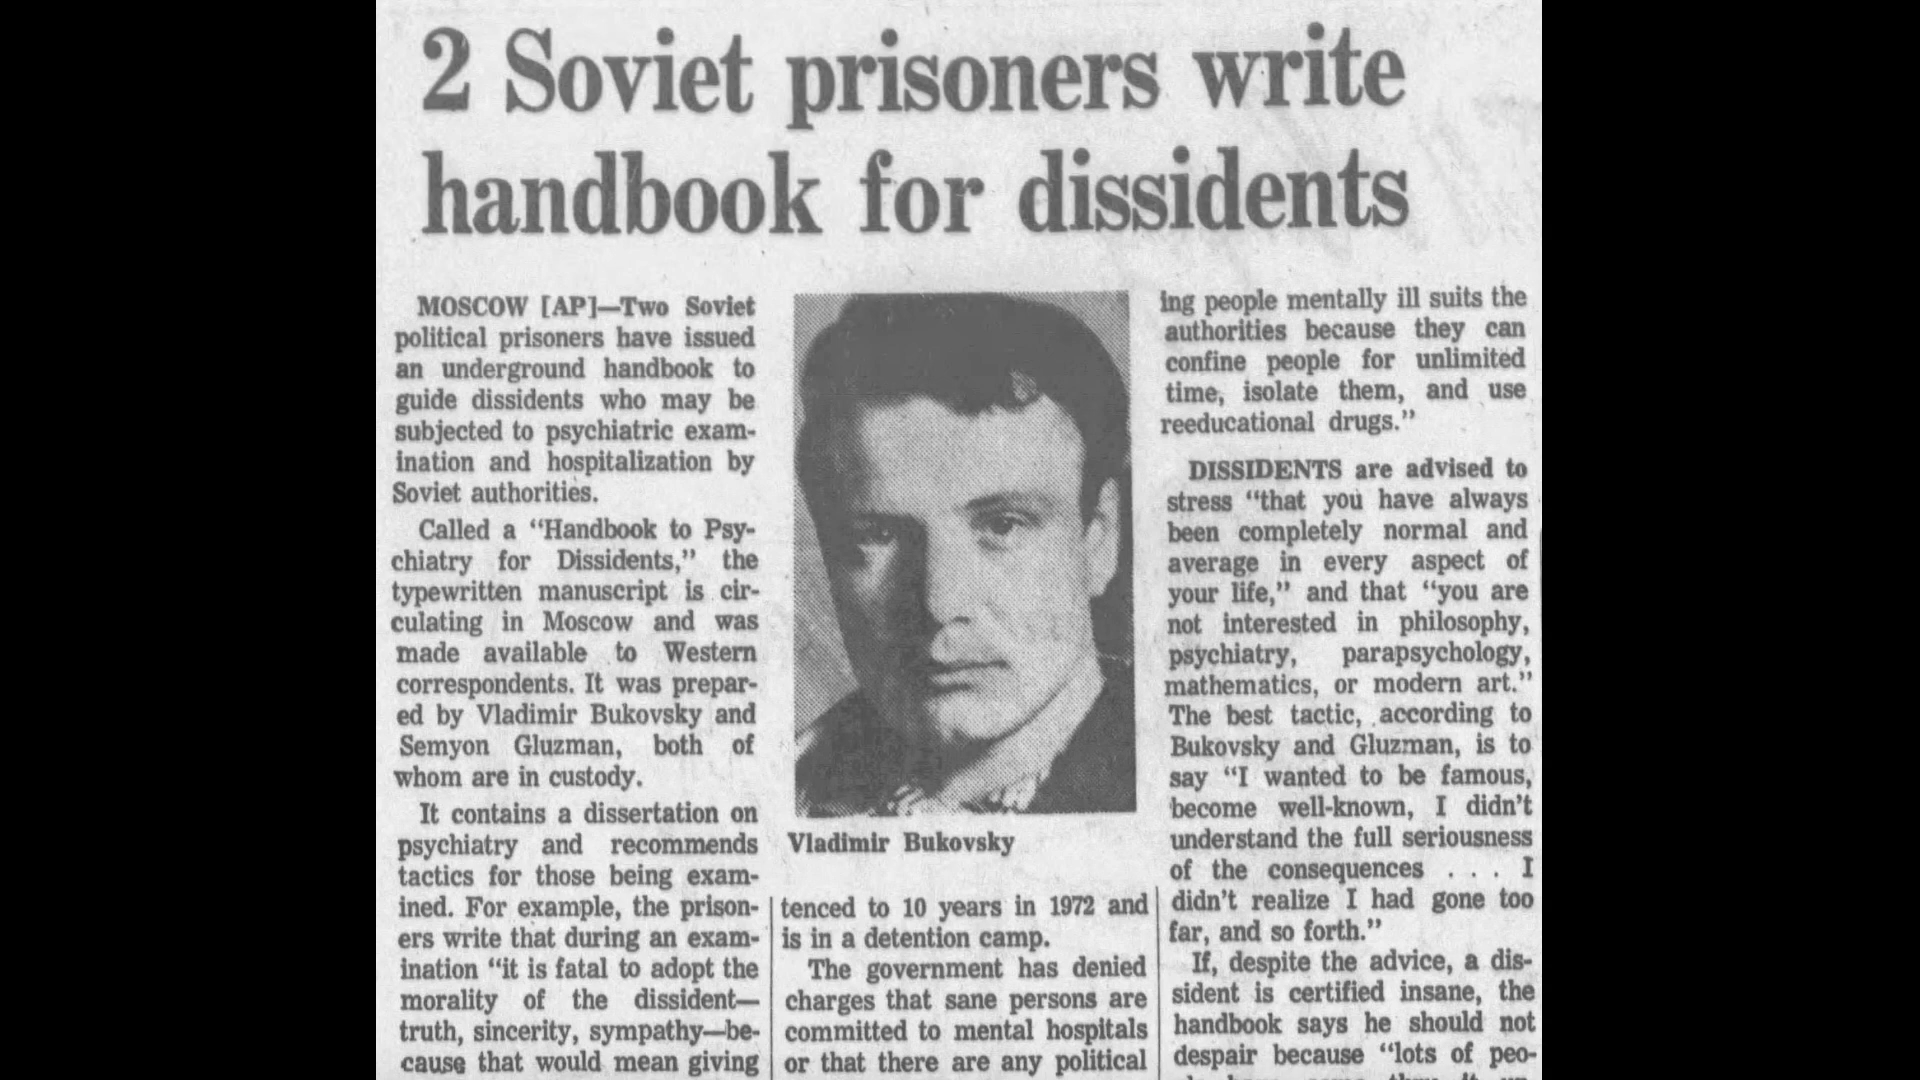 2 Soviet prisoners write
handbook for dissidents
MOSCOW [AP]—Two Soviet
political prisoners have issued
an underground handbook to
guide dissidents who may be
subjected to psychiatric exam-
ination and hospitalization by
Soviet authorities.
Called a “Handbook to Psy-
chiatry for Dissidents,” the
typewritten manuscript is cir-
culating in Moscow and was
made available to Western
correspondents. It was prepar-
ed by Vladimir Bukovsky and
Semyon Gluzman, both of
whom are in custody.
It contains a dissertation on
psychiatry and recommends
tactics for those being exam-
ined. For example, the prison-
ers write that during an exam-
ination “it is fatal to adopt the
morality of the dissident—
truth, sincerity, sympathy—be-
cause that would mean giving
Vladimir Bukovsky
tenced to 10 years in 1972 and
is in a detention camp.
The government has denied
charges that sane persons are
committed to mental hospitals
or that there are any political
ing people mentally ill suits the
authorities because they can
confine people for unlimited
time, isolate them, and use
reeducational drugs.”
DISSIDENTS are advised to
stress “that you have always
been completely normal and
average in every aspect of
your life,” and that “you are
not interested in philosophy,
psychiatry, parapsychology,
mathematics, or modern art.”
The best tactic, according to
Bukovsky and Gluzman, is to
say “I wanted to be famous,
become well-known, I didn’t
understand the full seriousness
of the consequences . . . I
didn’t realize I had gone too
far, and so forth.”
If, despite the advice, a dis-
sident is certified insane, the
handbook says he should not
despair because “lots of peo-